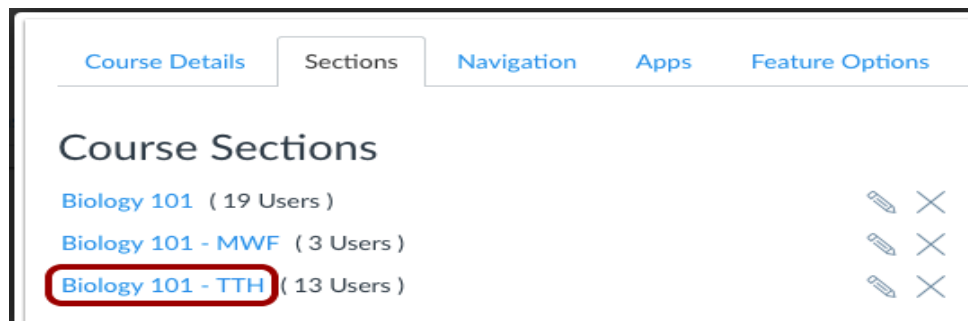 Course Details Sections Navigation Apps Feature Options
Course Sections
Biology 101 ( 19 Users )
Biology 101 - MWF ( 3 Users )
Biology 101 - TTH ( 13 Users )